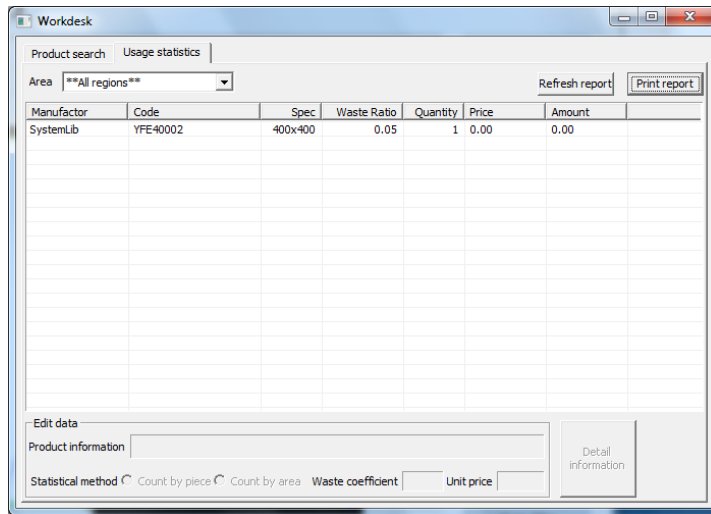 Workdesk
Product search Usage statistics
Area **All regions** Refresh report Print report
Manufactor Code Spec Waste Ratio Quantity Price Amount
SystemLib YFE40002 400x400 0.05 1 0.00 0.00
Edit data
Product information
Detail information
Statistical method Count by piece Count by area Waste coefficient Unit price